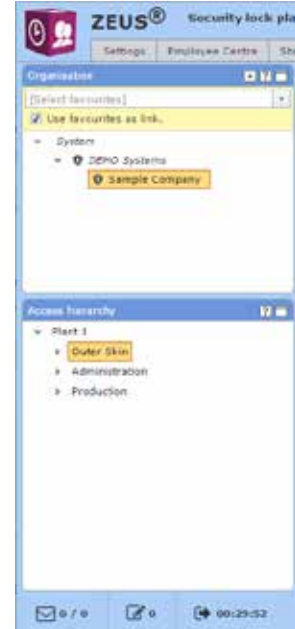 ZEUS® Security lock pla
Settings Employee Centre Sh
Organisation
[Select favourites]
Use favourites as link.
System
DEMO Systems
Sample Company
Access hierarchy
Plant 1
Outer Skin
Administration
Production
0 / 0 0 00:29:52